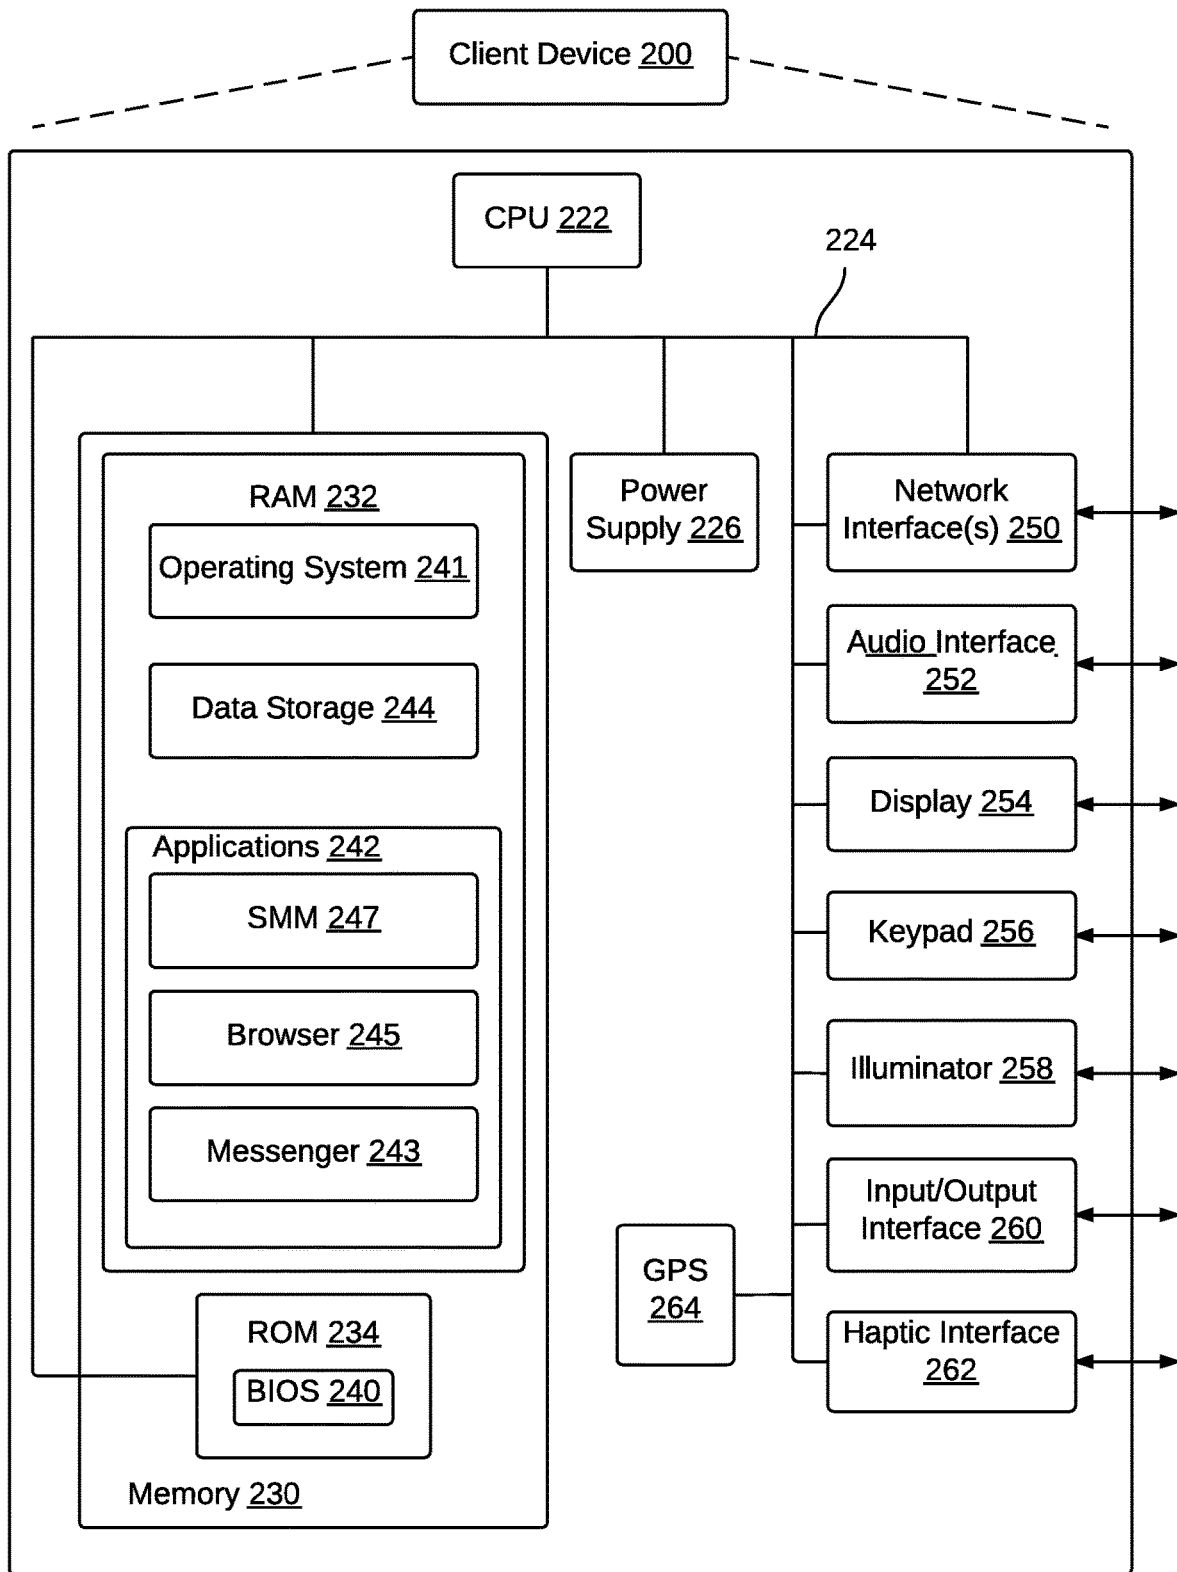 Client Device 200
CPU 222
224
RAM 232
Operating System 241
Data Storage 244
Applications 242
SMM 247
Browser 245
Messenger 243
ROM 234
BIOS 240
Memory 230
Power
Supply 226
GPS
264
Network
Interface(s) 250
Audio Interface
252
Display 254
Keypad 256
Illuminator 258
Input/Output
Interface 260
Haptic Interface
262